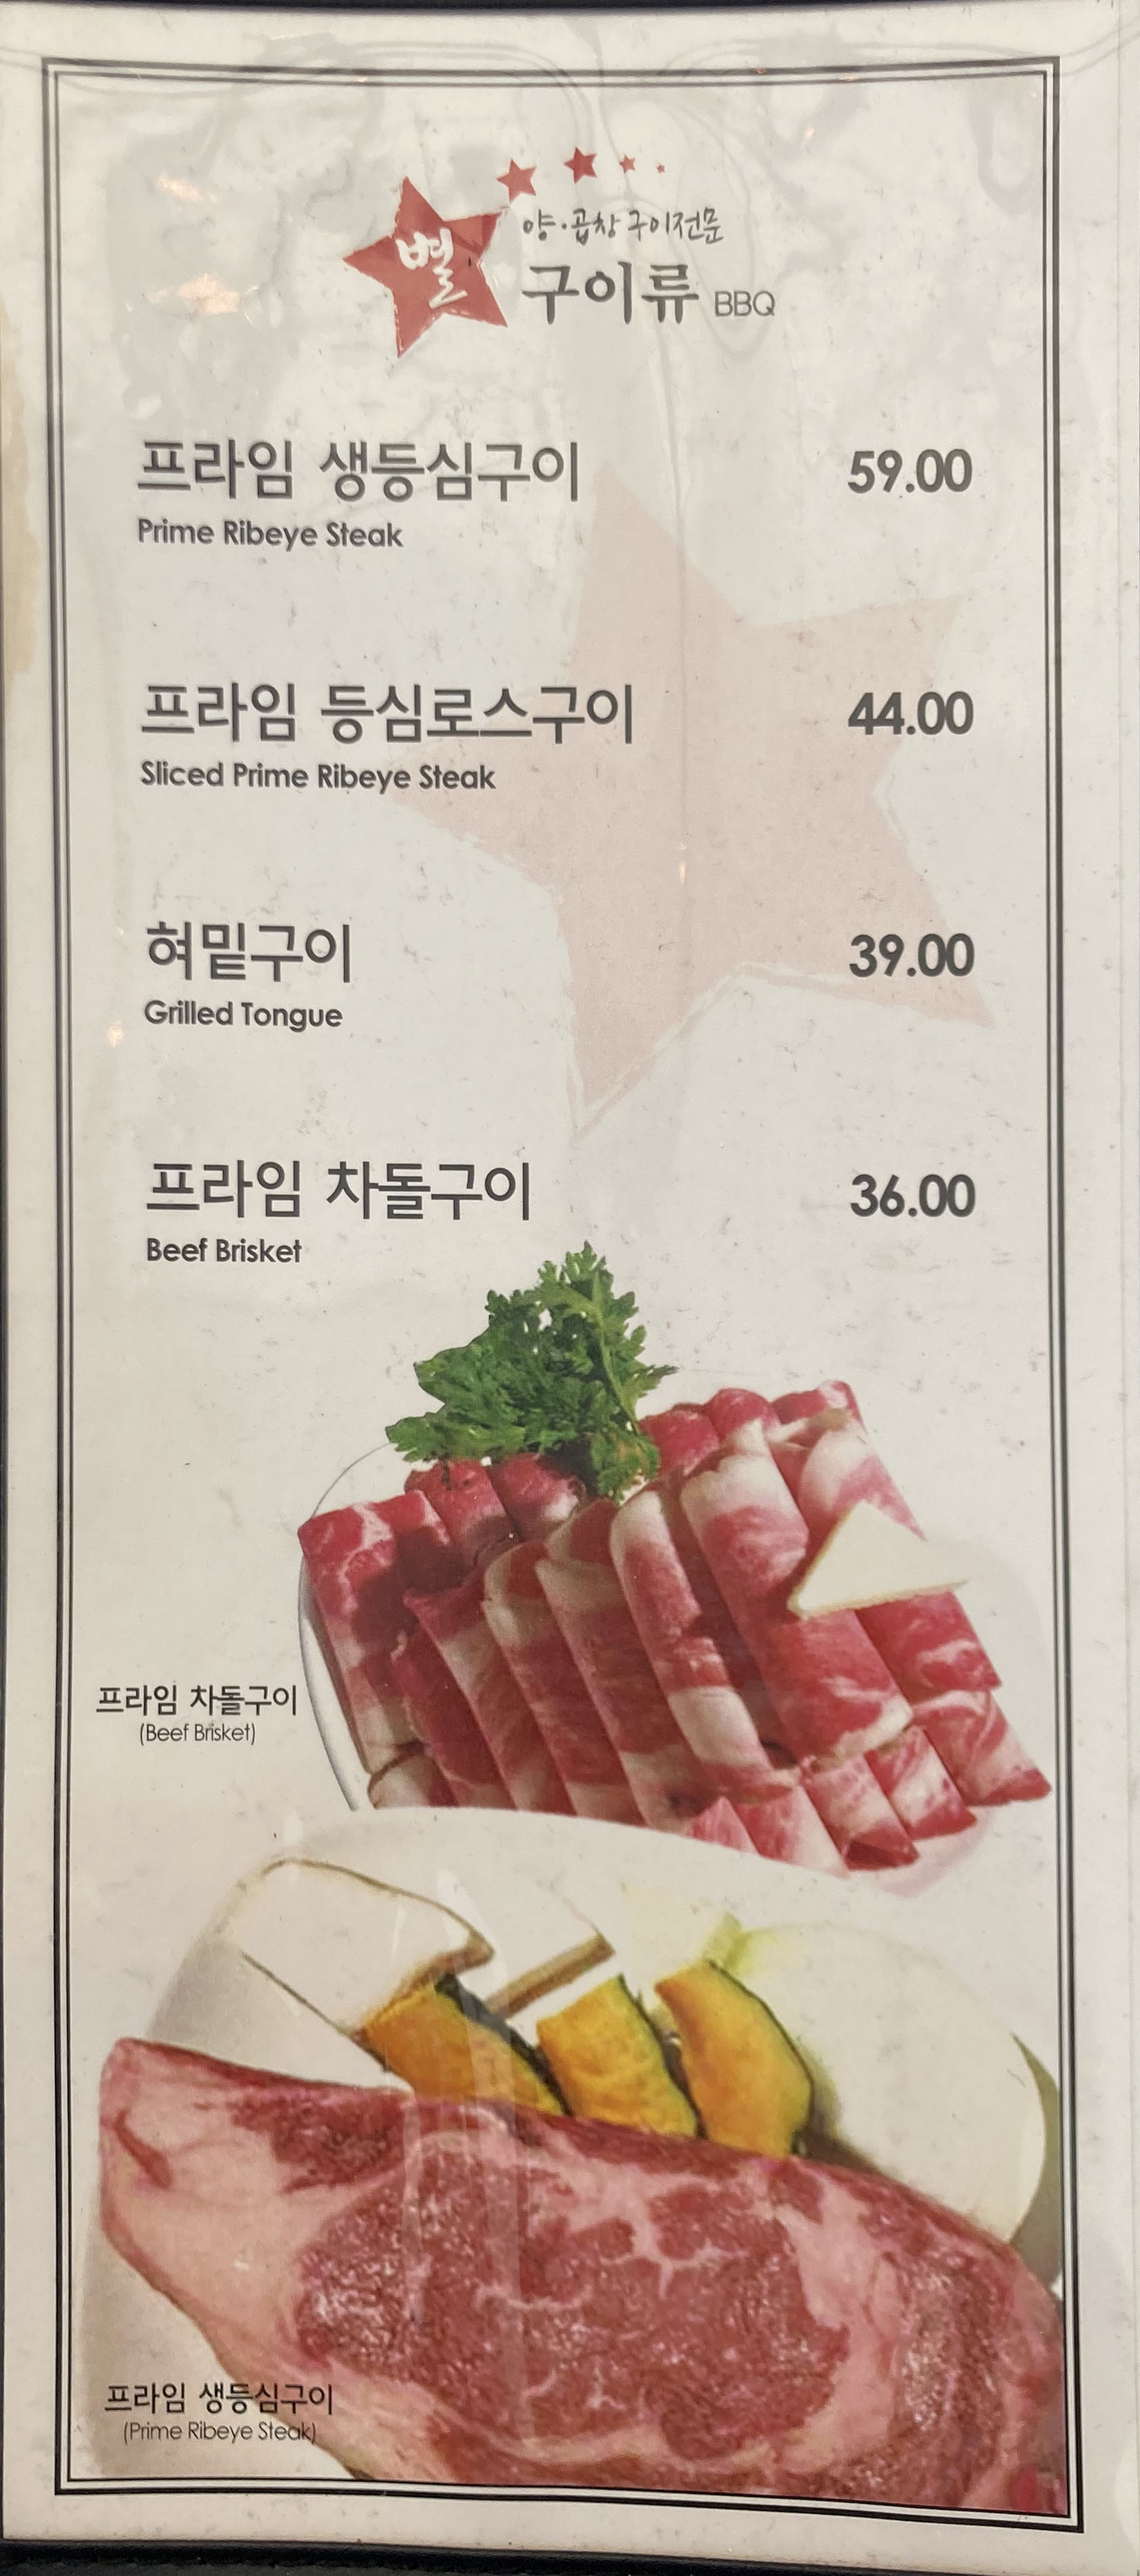 별
양·곱창 구이전문
구이류 BBQ
프라임 생등심구이 59.00
Prime Ribeye Steak
프라임 등심로스구이 44.00
Sliced Prime Ribeye Steak
혀밑구이 39.00
Grilled Tongue
프라임 차돌구이 36.00
Beef Brisket
프라임 차돌구이
(Beef Brisket)
프라임 생등심구이
(Prime Ribeye Steak)